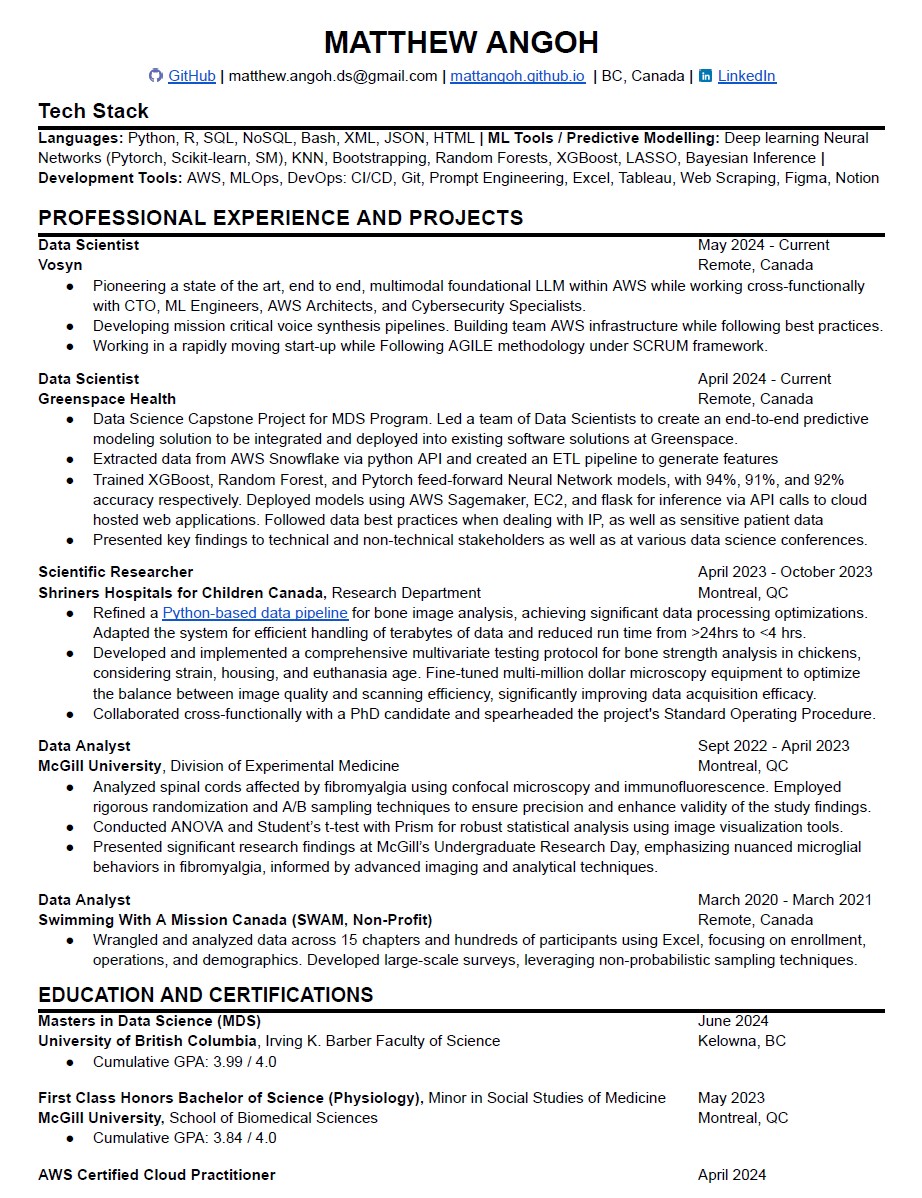 MATTHEW ANGOH
GitHub | matthew.angoh.ds@gmail.com | mattangoh.github.io | BC, Canada | LinkedIn
Tech Stack
Languages: Python, R, SQL, NoSQL, Bash, XML, JSON, HTML | ML Tools / Predictive Modelling: Deep learning Neural
Networks (Pytorch, Scikit-learn, SM), KNN, Bootstrapping, Random Forests, XGBoost, LASSO, Bayesian Inference |
Development Tools: AWS, MLOps, DevOps: CI/CD, Git, Prompt Engineering, Excel, Tableau, Web Scraping, Figma, Notion
PROFESSIONAL EXPERIENCE AND PROJECTS
Data Scientist May 2024 - Current
Vosyn Remote, Canada
● Pioneering a state of the art, end to end, multimodal foundational LLM within AWS while working cross-functionally
with CTO, ML Engineers, AWS Architects, and Cybersecurity Specialists.
● Developing mission critical voice synthesis pipelines. Building team AWS infrastructure while following best practices.
● Working in a rapidly moving start-up while Following AGILE methodology under SCRUM framework.
Data Scientist April 2024 - Current
Greenspace Health Remote, Canada
● Data Science Capstone Project for MDS Program. Led a team of Data Scientists to create an end-to-end predictive
modeling solution to be integrated and deployed into existing software solutions at Greenspace.
● Extracted data from AWS Snowflake via python API and created an ETL pipeline to generate features
● Trained XGBoost, Random Forest, and Pytorch feed-forward Neural Network models, with 94%, 91%, and 92%
accuracy respectively. Deployed models using AWS Sagemaker, EC2, and flask for inference via API calls to cloud
hosted web applications. Followed data best practices when dealing with IP, as well as sensitive patient data
● Presented key findings to technical and non-technical stakeholders as well as at various data science conferences.
Scientific Researcher April 2023 - October 2023
Shriners Hospitals for Children Canada, Research Department Montreal, QC
● Refined a Python-based data pipeline for bone image analysis, achieving significant data processing optimizations.
Adapted the system for efficient handling of terabytes of data and reduced run time from >24hrs to <4 hrs.
● Developed and implemented a comprehensive multivariate testing protocol for bone strength analysis in chickens,
considering strain, housing, and euthanasia age. Fine-tuned multi-million dollar microscopy equipment to optimize
the balance between image quality and scanning efficiency, significantly improving data acquisition efficacy.
● Collaborated cross-functionally with a PhD candidate and spearheaded the project's Standard Operating Procedure.
Data Analyst Sept 2022 - April 2023
McGill University, Division of Experimental Medicine Montreal, QC
● Analyzed spinal cords affected by fibromyalgia using confocal microscopy and immunofluorescence. Employed
rigorous randomization and A/B sampling techniques to ensure precision and enhance validity of the study findings.
● Conducted ANOVA and Student’s t-test with Prism for robust statistical analysis using image visualization tools.
● Presented significant research findings at McGill’s Undergraduate Research Day, emphasizing nuanced microglial
behaviors in fibromyalgia, informed by advanced imaging and analytical techniques.
Data Analyst March 2020 - March 2021
Swimming With A Mission Canada (SWAM, Non-Profit) Remote, Canada
● Wrangled and analyzed data across 15 chapters and hundreds of participants using Excel, focusing on enrollment,
operations, and demographics. Developed large-scale surveys, leveraging non-probabilistic sampling techniques.
EDUCATION AND CERTIFICATIONS
Masters in Data Science (MDS) June 2024
University of British Columbia, Irving K. Barber Faculty of Science Kelowna, BC
● Cumulative GPA: 3.99 / 4.0
First Class Honors Bachelor of Science (Physiology), Minor in Social Studies of Medicine May 2023
McGill University, School of Biomedical Sciences Montreal, QC
● Cumulative GPA: 3.84 / 4.0
AWS Certified Cloud Practitioner April 2024